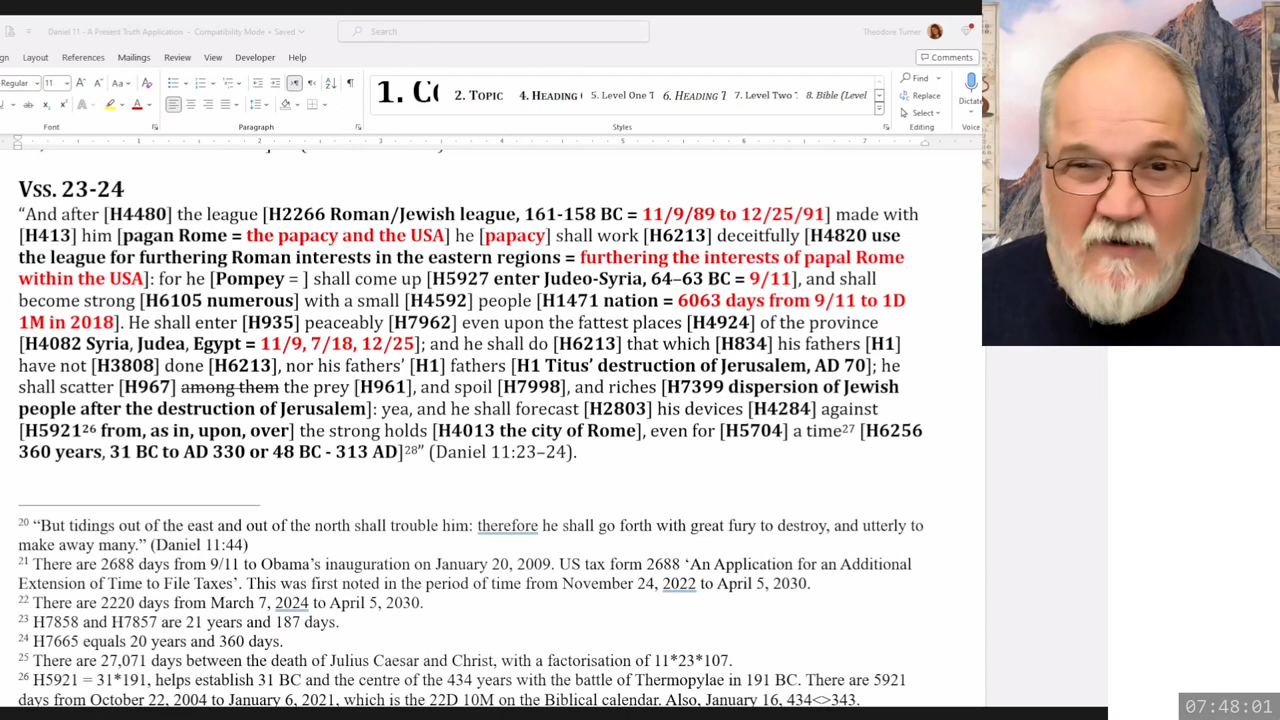 Daniel 11 - A Present Truth Application - Compatibility Mode - Saved
Search
Theodore Turner
Layout References Mailings Review View Developer Help
Comments
Regular 11 Aa
1. 2. TOPIC 4. HEADING 5. Level One 6. HEADING 7. Level Two 8. Bible (Level
Find
Replace
Select
Dictate
Font Paragraph Styles Editing Voice
1 2 3 4 5 6 7
Vss. 23-24
“And after [H4480] the league [H2266 Roman/Jewish league, 161-158 BC = 11/9/89 to 12/25/91] made with
[H413] him [pagan Rome = the papacy and the USA] he [papacy] shall work [H6213] deceitfully [H4820 use
the league for furthering Roman interests in the eastern regions = furthering the interests of papal Rome
within the USA]: for he [Pompey = ] shall come up [H5927 enter Judeo-Syria, 64–63 BC = 9/11], and shall
become strong [H6105 numerous] with a small [H4592] people [H1471 nation = 6063 days from 9/11 to 1D
1M in 2018]. He shall enter [H935] peaceably [H7962] even upon the fattest places [H4924] of the province
[H4082 Syria, Judea, Egypt = 11/9, 7/18, 12/25]; and he shall do [H6213] that which [H834] his fathers [H1]
have not [H3808] done [H6213], nor his fathers’ [H1] fathers [H1 Titus’ destruction of Jerusalem, AD 70]; he
shall scatter [H967] among them the prey [H961], and spoil [H7998], and riches [H7399 dispersion of Jewish
people after the destruction of Jerusalem]: yea, and he shall forecast [H2803] his devices [H4284] against
[H5921²⁶ from, as in, upon, over] the strong holds [H4013 the city of Rome], even for [H5704] a time²⁷ [H6256
360 years, 31 BC to AD 330 or 48 BC - 313 AD]²⁸” (Daniel 11:23–24).
²⁰ “But tidings out of the east and out of the north shall trouble him: therefore he shall go forth with great fury to destroy, and utterly to
make away many.” (Daniel 11:44)
²¹ There are 2688 days from 9/11 to Obama’s inauguration on January 20, 2009. US tax form 2688 ‘An Application for an Additional
Extension of Time to File Taxes’. This was first noted in the period of time from November 24, 2022 to April 5, 2030.
²² There are 2220 days from March 7, 2024 to April 5, 2030.
²³ H7858 and H7857 are 21 years and 187 days.
²⁴ H7665 equals 20 years and 360 days.
²⁵ There are 27,071 days between the death of Julius Caesar and Christ, with a factorisation of 11*23*107.
²⁶ H5921 = 31*191, helps establish 31 BC and the centre of the 434 years with the battle of Thermopylae in 191 BC. There are 5921
days from October 22, 2004 to January 6, 2021, which is the 22D 10M on the Biblical calendar. Also, January 16, 434<>343.
07:48:01